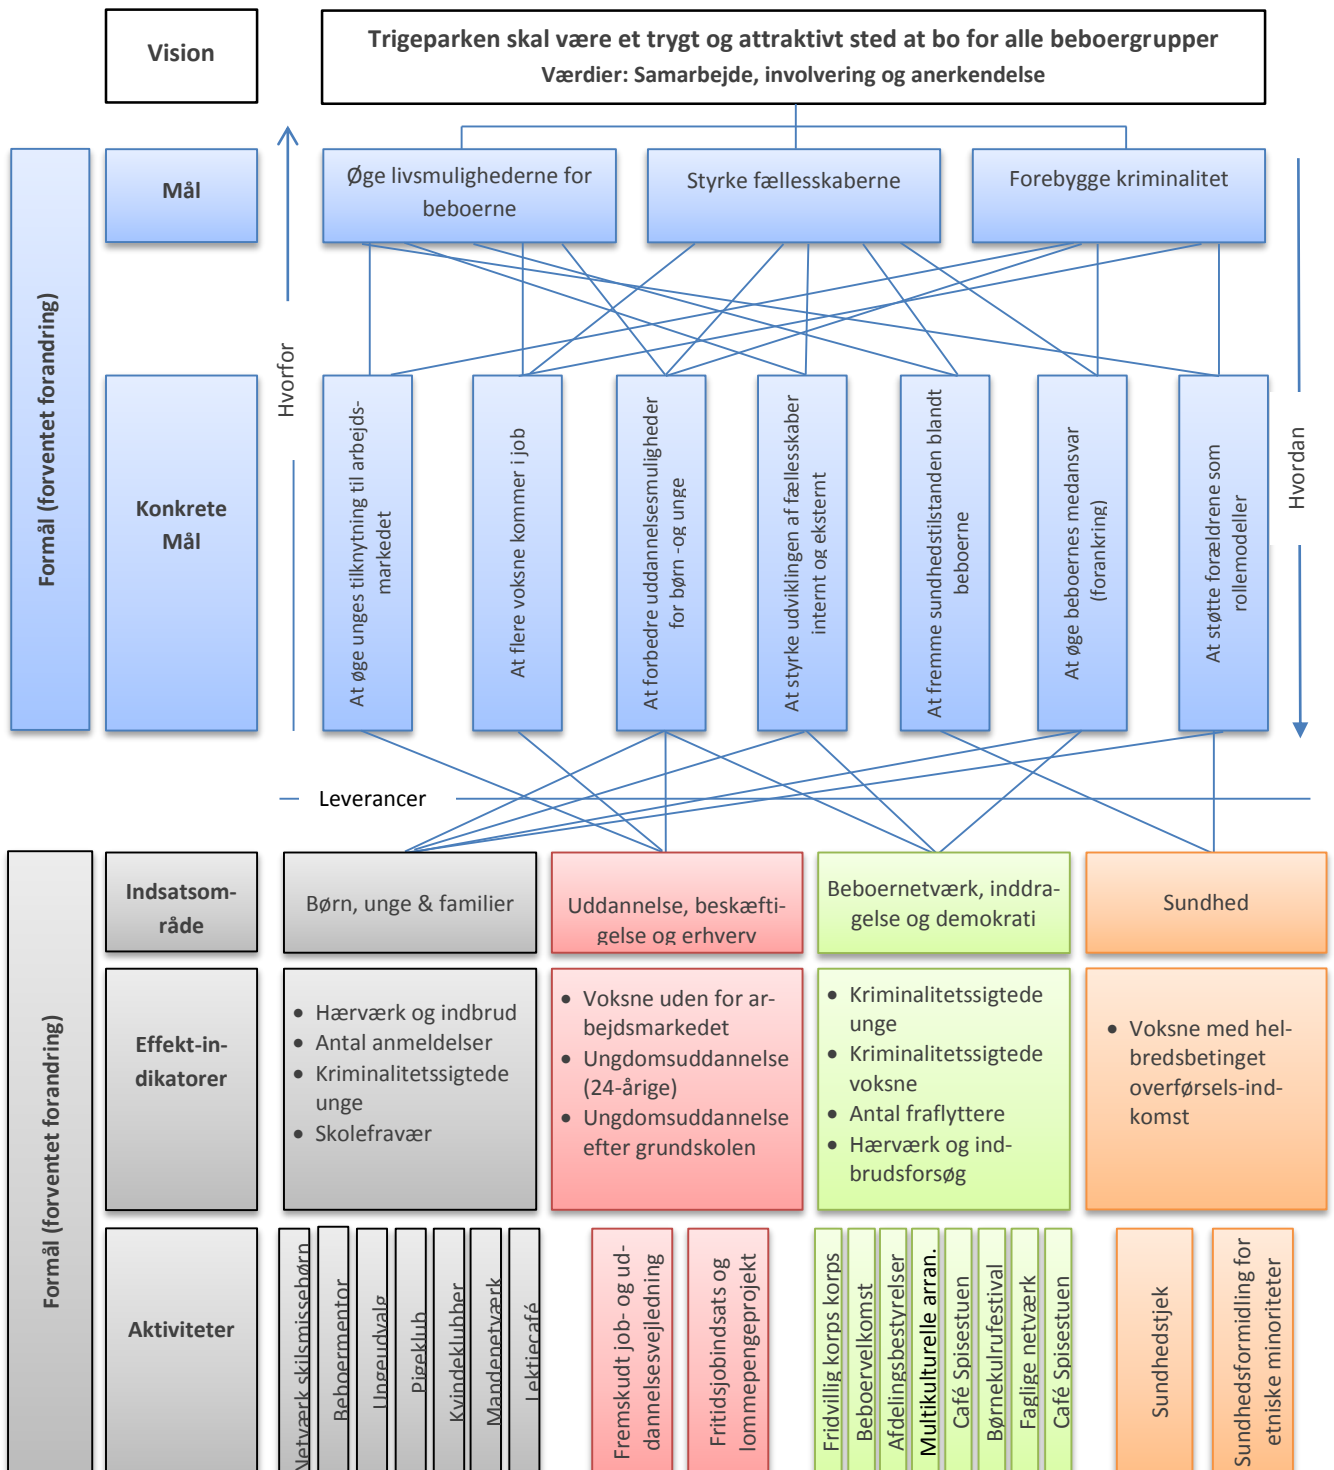 Vision
Trigeparken skal være et trygt og attraktivt sted at bo for alle beboergrupper
Værdier: Samarbejde, involvering og anerkendelse
Formål (forventet forandring)
Mål
Hvorfor
Øge livsmulighederne for
beboerne
Styrke fællesskaberne
Forebygge kriminalitet
Hvordan
Konkrete
Mål
At øge unges tilknytning til arbejds-
markedet
At flere voksne kommer i job
At forbedre uddannelsesmuligheder
for børn -og unge
At styrke udviklingen af fællesskaber
internt og eksternt
At fremme sundhedstilstanden blandt
beboerne
At øge beboernes medansvar
(forankring)
At støtte forældrene som
rollemodeller
Leverancer
Formål (forventet forandring)
Indsatsom-
råde
Børn, unge & familier
Uddannelse, beskæfti-
gelse og erhverv
Beboernetværk, inddra-
gelse og demokrati
Sundhed
Effekt-in-
dikatorer
• Hærværk og indbrud
• Antal anmeldelser
• Kriminalitetssigtede
unge
• Skolefravær
• Voksne uden for ar-
bejdsmarkedet
• Ungdomsuddannelse
(24-årige)
• Ungdomsuddannelse
efter grundskolen
• Kriminalitetssigtede
unge
• Kriminalitetssigtede
voksne
• Antal fraflyttere
• Hærværk og ind-
brudsforsøg
• Voksne med hel-
bredsbetinget
overførsels-ind-
komst
Aktiviteter
Netværk skilsmissebørn
Beboermentor
Ungeudvalg
Pigeklub
Kvindeklubber
Mandenetværk
Lektiecafé
Fremskudt job- og ud-
dannelsesvejledning
Fritidsjobindsats og
lommepengeprojekt
Fridvillig korps korps
Beboervelkomst
Afdelingsbestyrelser
Multikulturelle arran.
Café Spisestuen
Børnekulrufestival
Faglige netværk
Café Spisestuen
Sundhedstjek
Sundhedsformidling for
etniske minoriteter